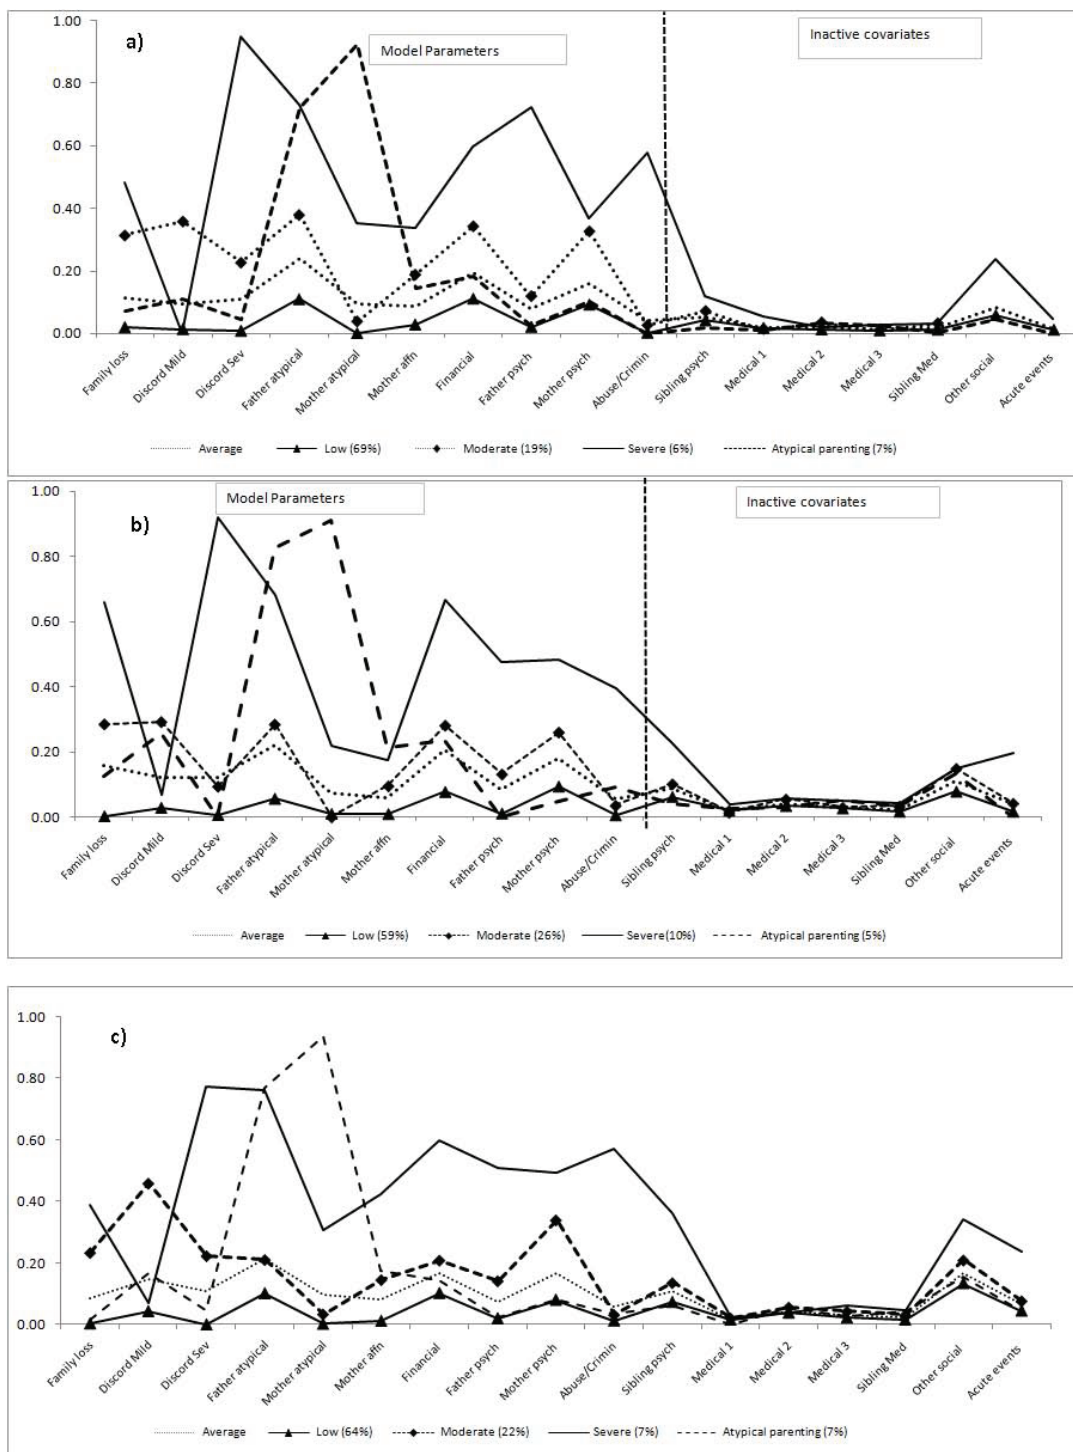 1.00
a)
Model Parameters
Inactive covariates
0.80
0.60
0.40
0.20
0.00
Family loss
Discord Mild
Discord Sev
Father atypical
Mother atypical
Mother affn
Financial
Father psych
Mother psych
Abuse/Crimin
Sibling psych
Medical 1
Medical 2
Medical 3
Sibling Med
Other social
Acute events
Average
Low (69%)
Moderate (19%)
Severe (6%)
Atypical parenting (7%)
1.00
b)
Model Parameters
Inactive covariates
0.80
0.60
0.40
0.20
0.00
Family loss
Discord Mild
Discord Sev
Father atypical
Mother atypical
Mother affn
Financial
Father psych
Mother psych
Abuse/Crimin
Sibling psych
Medical 1
Medical 2
Medical 3
Sibling Med
Other social
Acute events
Average
Low (59%)
Moderate (26%)
Severe(10%)
Atypical parenting (5%)
1.00
c)
0.80
0.60
0.40
0.20
0.00
Family loss
Discord Mild
Discord Sev
Father atypical
Mother atypical
Mother affn
Financial
Father psych
Mother psych
Abuse/Crimin
Sibling psych
Medical 1
Medical 2
Medical 3
Sibling Med
Other social
Acute events
Average
Low (64%)
Moderate (22%)
Severe (7%)
Atypical parenting (7%)